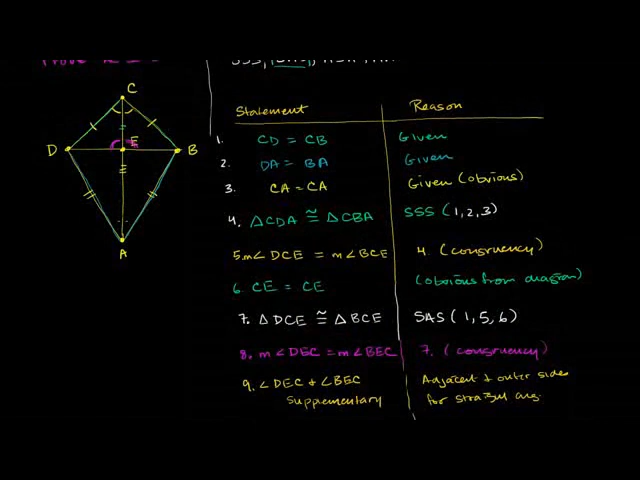 C
D
E
B
A
Statement Reason
1. CD = CB Given
2. DA = BA Given
3. CA = CA Given (obvious)
4. △CDA ≅ △CBA SSS (1,2,3)
5. m∠DCE = m∠BCE 4. (congruency)
6. CE = CE (obvious from diagram)
7. △DCE ≅ △BCE SAS (1,5,6)
8. m∠DEC = m∠BEC 7. (congruency)
9. ∠DEC + ∠BEC Adjacent + outer sides
supplementary for straight ang.